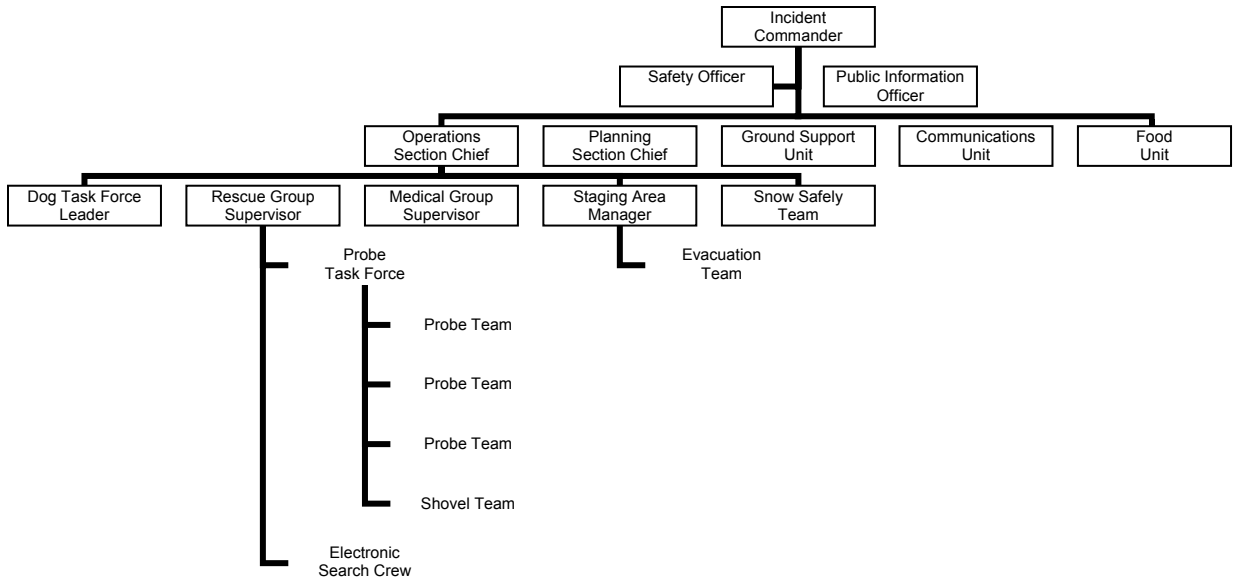 Incident
Commander
Safety Officer
Public Information
Officer
Operations
Section Chief
Planning
Section Chief
Ground Support
Unit
Communications
Unit
Food
Unit
Dog Task Force
Leader
Rescue Group
Supervisor
Medical Group
Supervisor
Staging Area
Manager
Snow Safely
Team
Probe
Task Force
Evacuation
Team
Probe Team
Probe Team
Probe Team
Shovel Team
Electronic
Search Crew